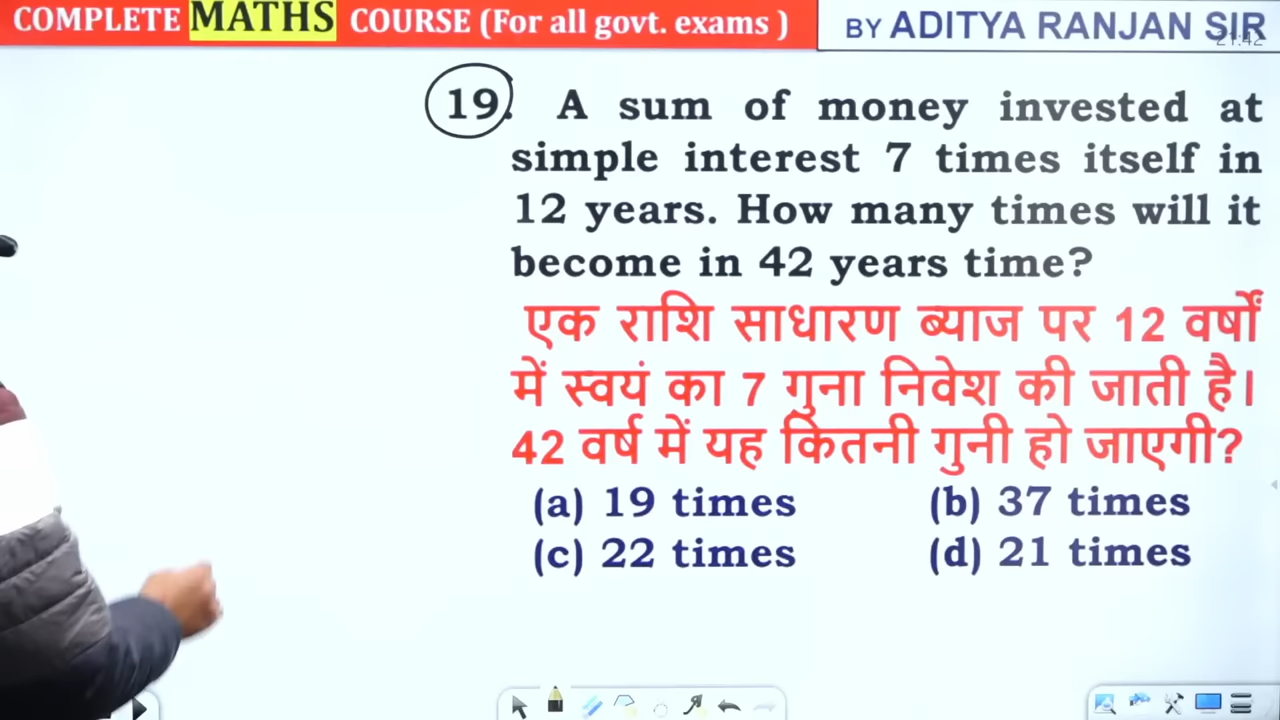 COMPLETE MATHS COURSE (For all govt. exams )
BY ADITYA RANJAN SIR
21:42
19. A sum of money invested at
simple interest 7 times itself in
12 years. How many times will it
become in 42 years time?
एक राशि साधारण ब्याज पर 12 वर्षों
में स्वयं का 7 गुना निवेश की जाती है।
42 वर्ष में यह कितनी गुनी हो जाएगी?
(a) 19 times (b) 37 times
(c) 22 times (d) 21 times